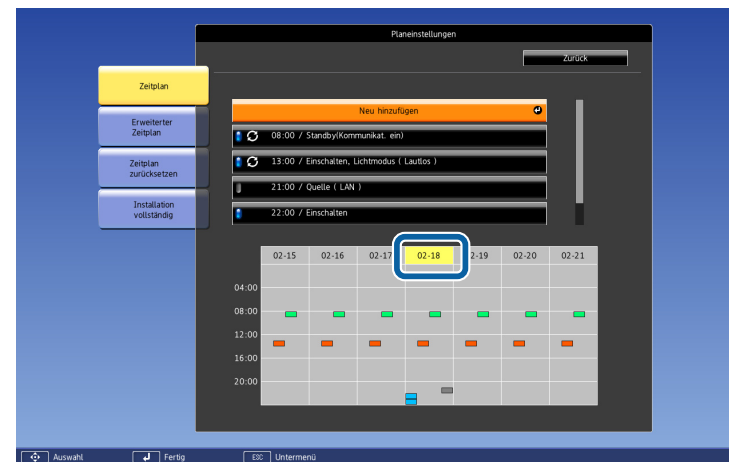 Planeinstellungen
Zurück
Zeitplan
Erweiterter
Zeitplan
Zeitplan
zurücksetzen
Installation
vollständig
Neu hinzufügen
08:00 / Standby(Kommunikat. ein)
13:00 / Einschalten, Lichtmodus ( Lautlos )
21:00 / Quelle ( LAN )
22:00 / Einschalten
02-15 02-16 02-17 02-18 02-19 02-20 02-21
04:00
08:00
12:00
16:00
20:00
Auswahl Fertig ESC Untermenü